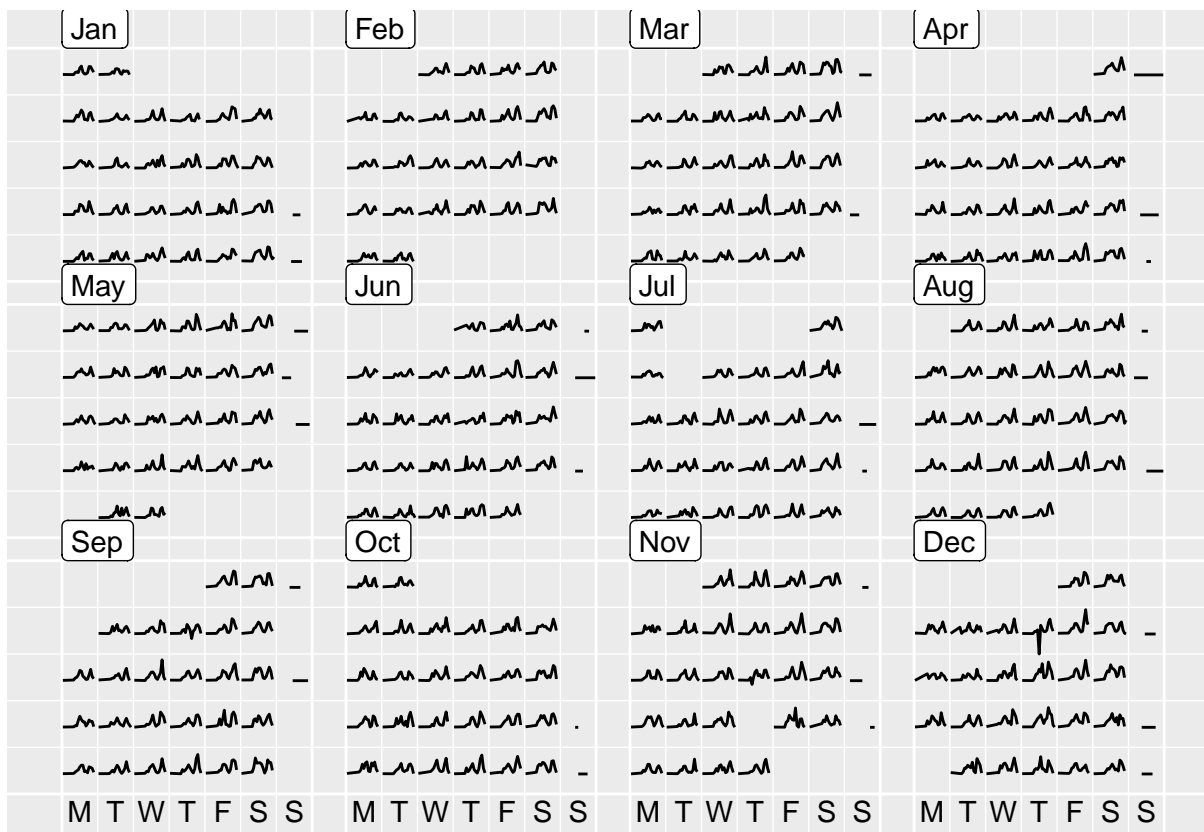 Jan Feb Mar Apr
May Jun Jul Aug
Sep Oct Nov Dec
M T W T F S S M T W T F S S M T W T F S S M T W T F S S